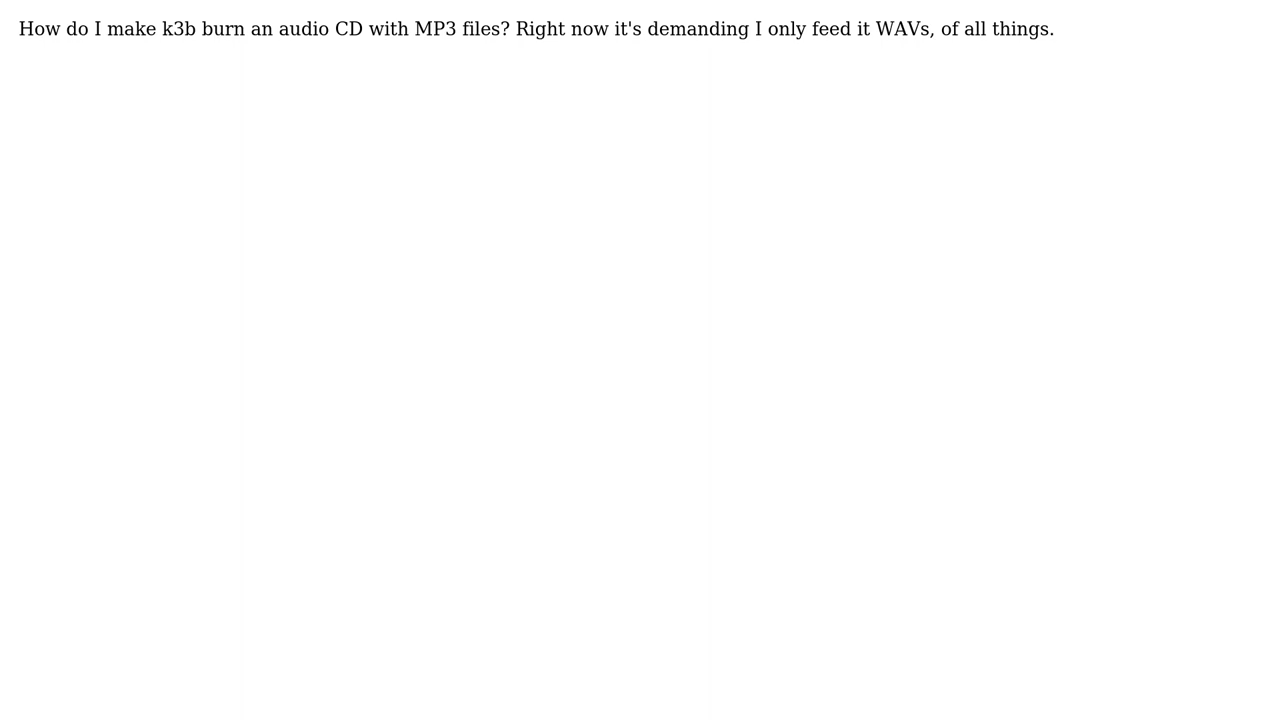 How do I make k3b burn an audio CD with MP3 files? Right now it's demanding I only feed it WAVs, of all things.